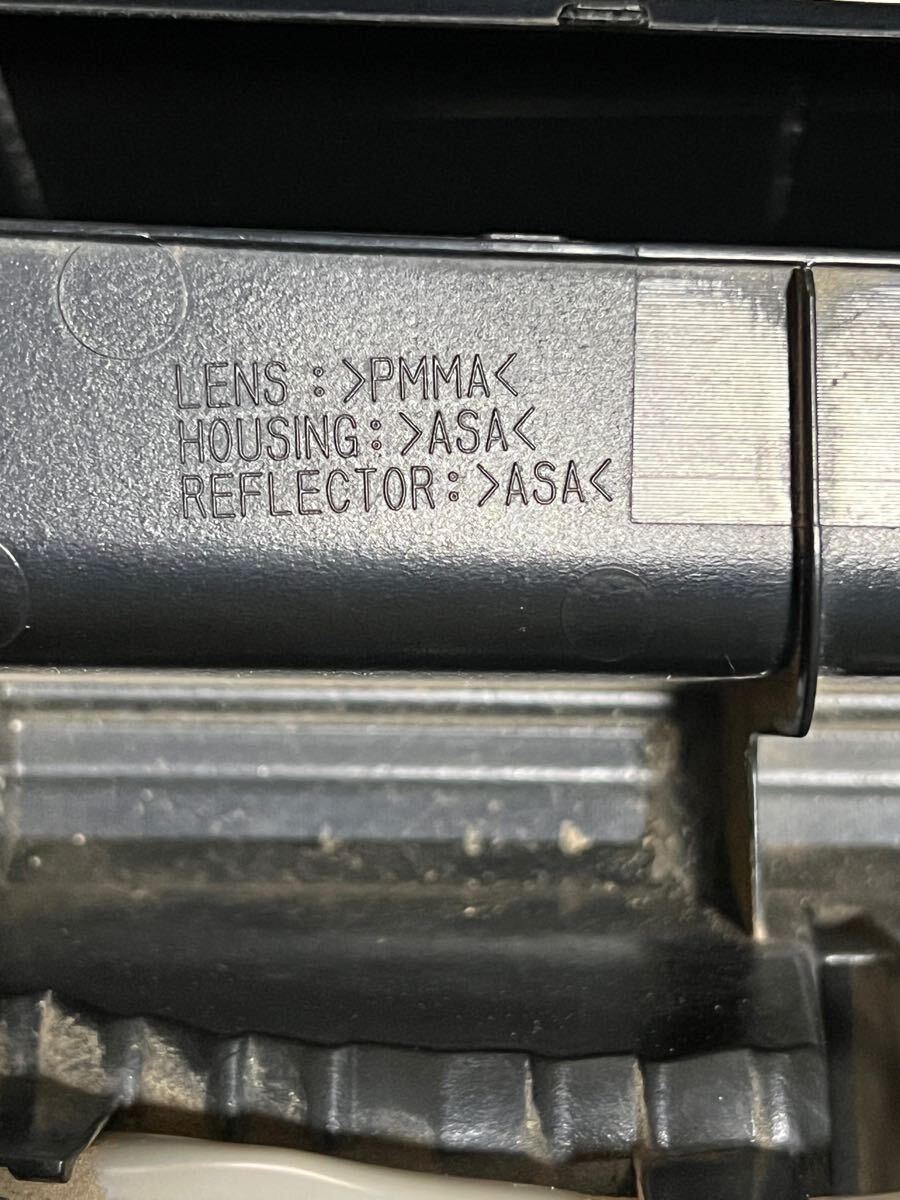 LENS : >PMMA<
HOUSING: >ASA<
REFLECTOR: >ASA<